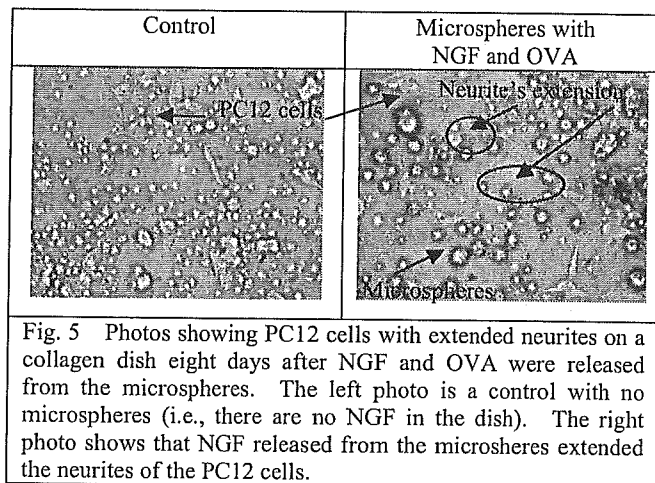 Control
Microspheres with
NGF and OVA
PC12 cells
Neurite's extension
Microspheres
Fig. 5 Photos showing PC12 cells with extended neurites on a
collagen dish eight days after NGF and OVA were released
from the microspheres. The left photo is a control with no
microspheres (i.e., there are no NGF in the dish). The right
photo shows that NGF released from the microsheres extended
the neurites of the PC12 cells.